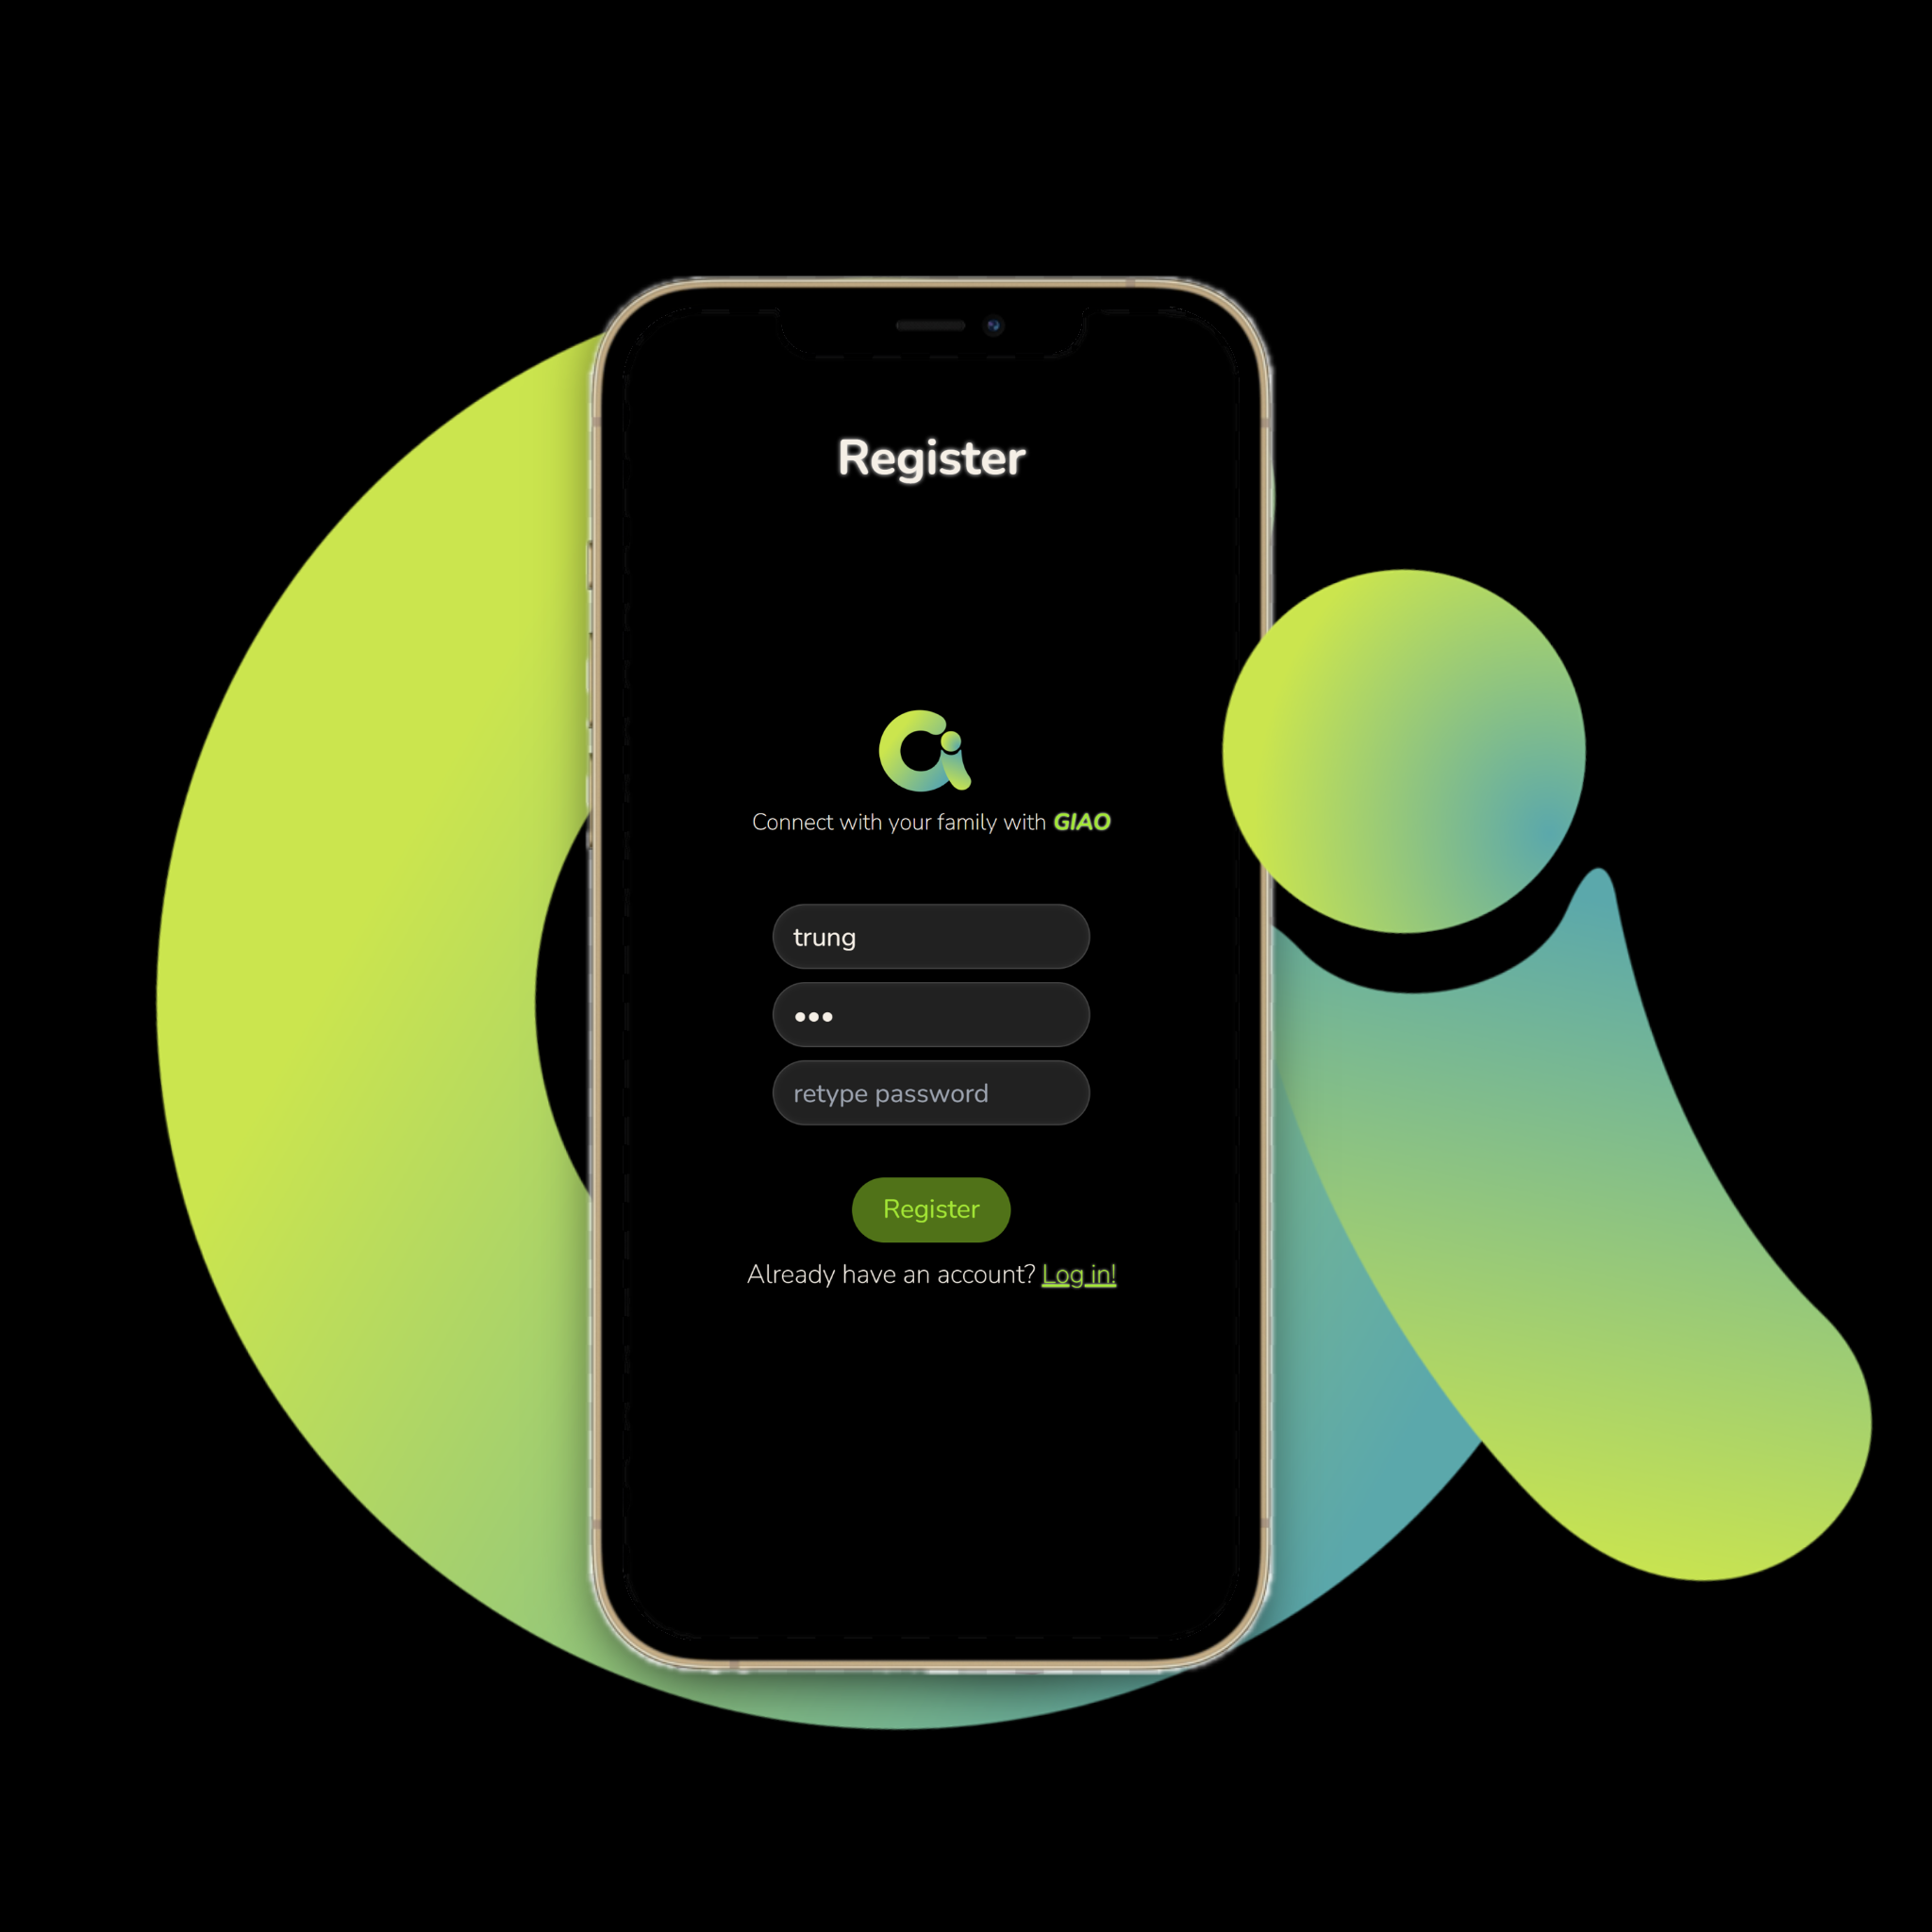 Register
Connect with your family with GIAO
trung
•••
retype password
Register
Already have an account? Log in!